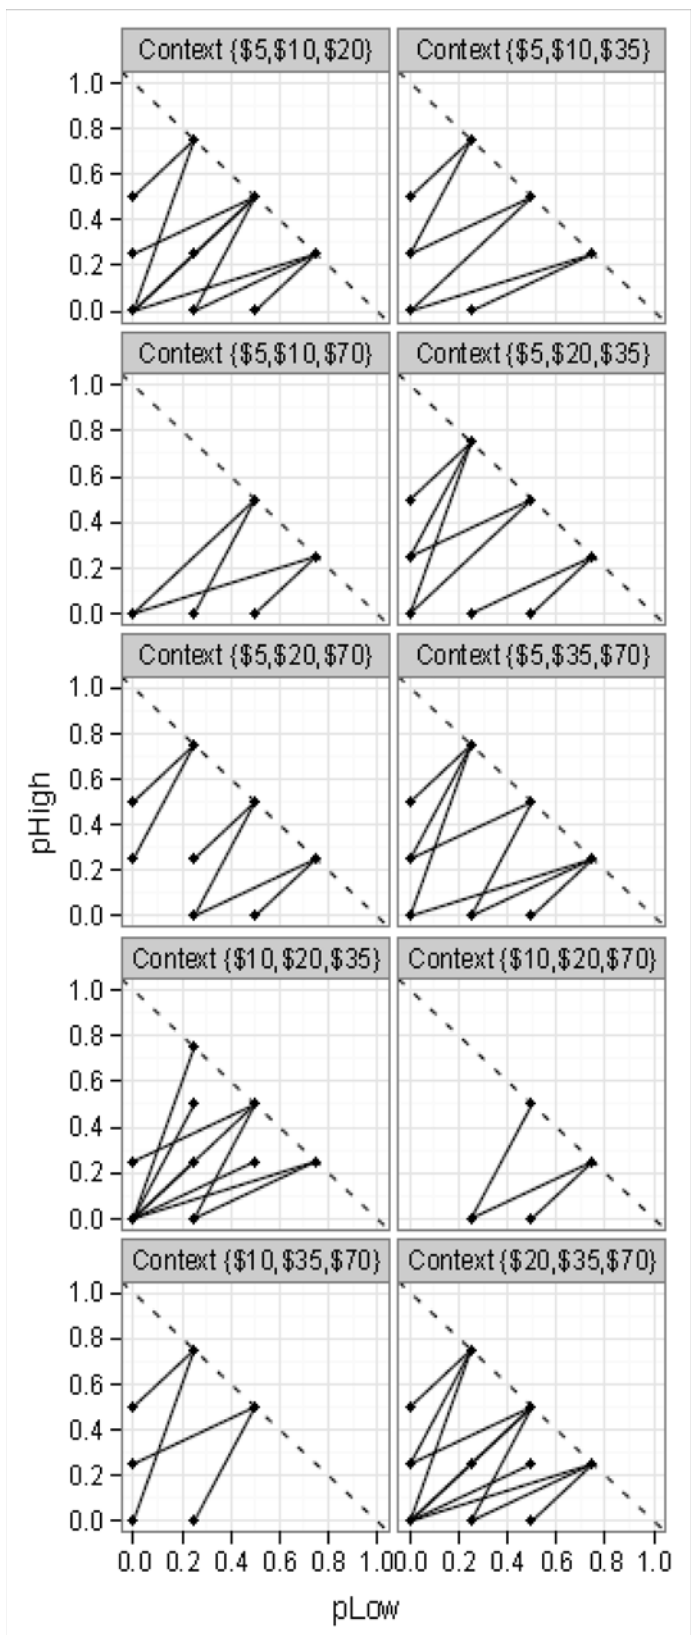 Context {$5,$10,$20}
Context {$5,$10,$35}
1.0
0.8
0.6
0.4
0.2
0.0
Context {$5,$10,$70}
Context {$5,$20,$35}
1.0
0.8
0.6
0.4
0.2
0.0
Context {$5,$20,$70}
Context {$5,$35,$70}
1.0
0.8
0.6
0.4
0.2
0.0
pHigh
Context {$10,$20,$35}
Context {$10,$20,$70}
1.0
0.8
0.6
0.4
0.2
0.0
Context {$10,$35,$70}
Context {$20,$35,$70}
1.0
0.8
0.6
0.4
0.2
0.0
0.0 0.2 0.4 0.6 0.8 1.0
0.0 0.2 0.4 0.6 0.8 1.0
pLow